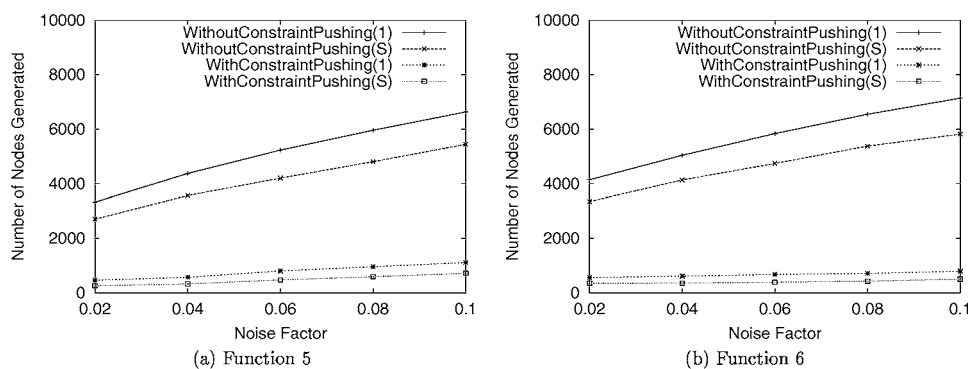 10000
8000
6000
4000
2000
0
Number of Nodes Generated
WithoutConstraintPushing(1)
WithoutConstraintPushing(S)
WithConstraintPushing(1)
WithConstraintPushing(S)
0.02 0.04 0.06 0.08 0.1
Noise Factor
(a) Function 5
10000
8000
6000
4000
2000
0
Number of Nodes Generated
WithoutConstraintPushing(1)
WithoutConstraintPushing(S)
WithConstraintPushing(1)
WithConstraintPushing(S)
0.02 0.04 0.06 0.08 0.1
Noise Factor
(b) Function 6